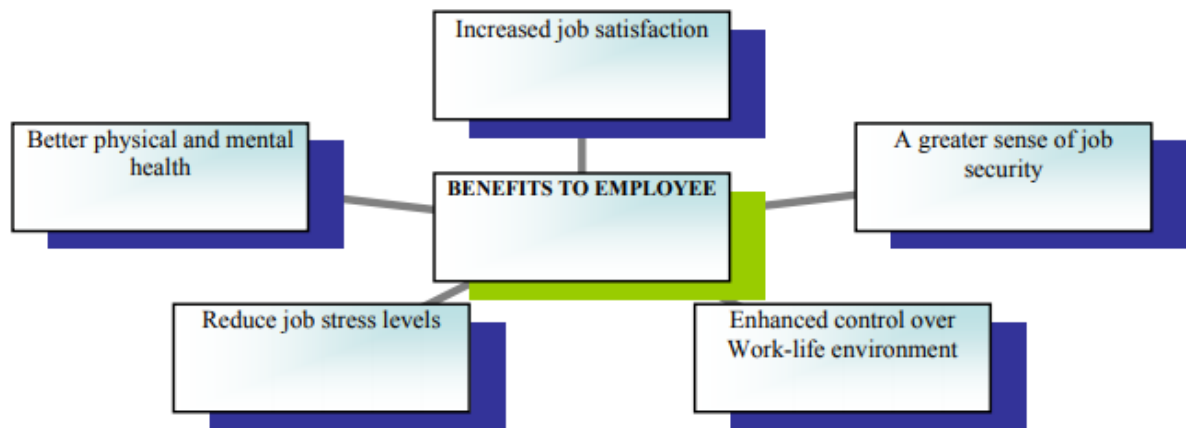 Increased job satisfaction
Better physical and mental
health
A greater sense of job
security
BENEFITS TO EMPLOYEE
Reduce job stress levels
Enhanced control over
Work-life environment